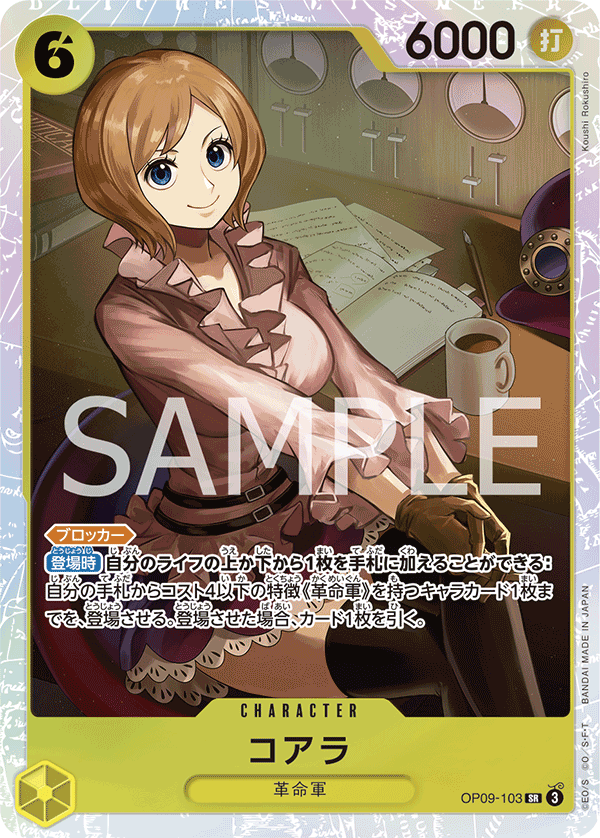 6
6000
打
Koushi Rokushiro
SAMPLE
ブロッカー
登場時 自分のライフの上か下から1枚を手札に加えることができる：
自分の手札からコスト4以下の特徴《革命軍》を持つキャラカード1枚ま
でを、登場させる。登場させた場合、カード1枚を引く。
CHARACTER
コアラ
革命軍
OP09-103 SR 3
©E.O/S ©O/S・F・T BANDAI MADE IN JAPAN